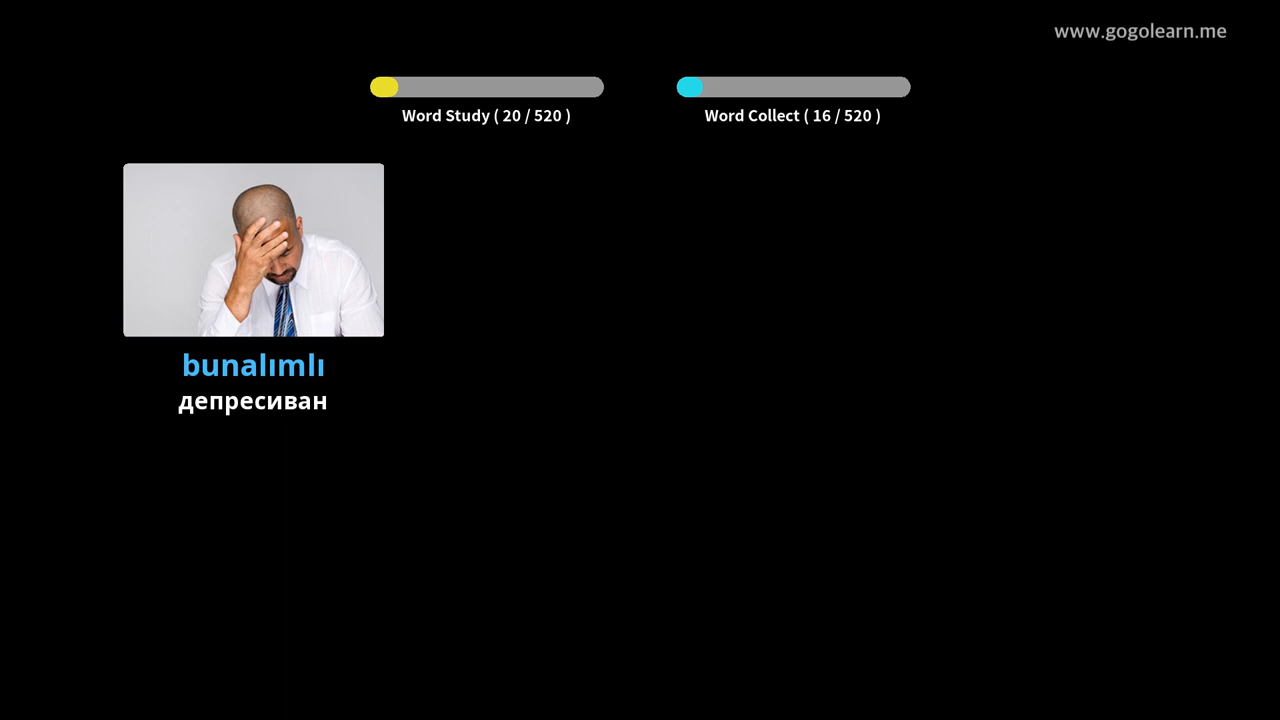 www.gogolearn.me
Word Study ( 20 / 520 )
Word Collect ( 16 / 520 )
bunalımlı
депресиван